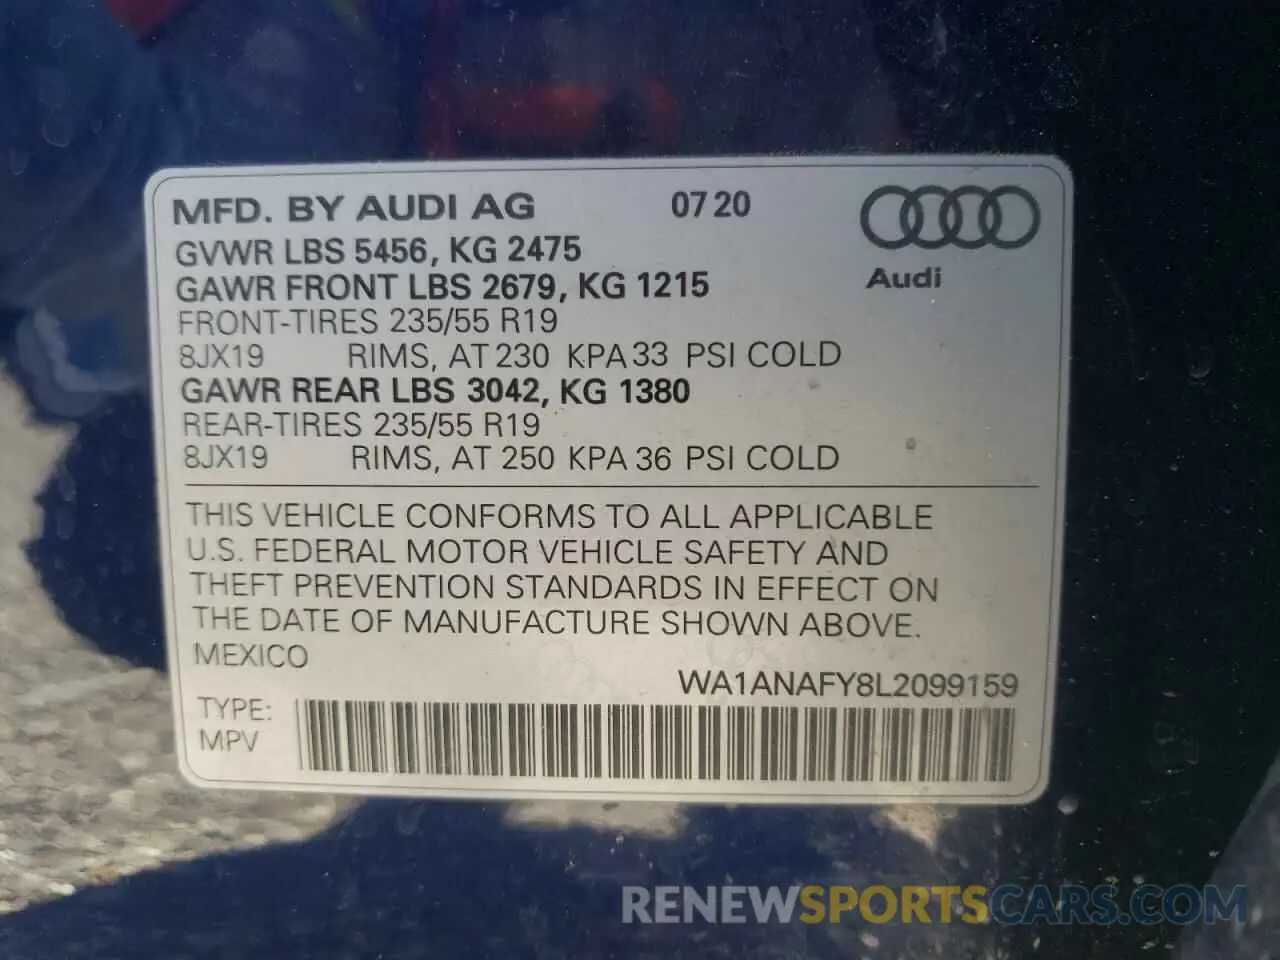 MFD. BY AUDI AG 07 20
GVWR LBS 5456, KG 2475
GAWR FRONT LBS 2679, KG 1215
Audi
FRONT-TIRES 235/55 R19
8JX19 RIMS, AT 230 KPA 33 PSI COLD
GAWR REAR LBS 3042, KG 1380
REAR-TIRES 235/55 R19
8JX19 RIMS, AT 250 KPA 36 PSI COLD
THIS VEHICLE CONFORMS TO ALL APPLICABLE
U.S. FEDERAL MOTOR VEHICLE SAFETY AND
THEFT PREVENTION STANDARDS IN EFFECT ON
THE DATE OF MANUFACTURE SHOWN ABOVE.
MEXICO
WA1ANAFY8L2099159
TYPE:
MPV
RENEWSPORTSCARS.COM